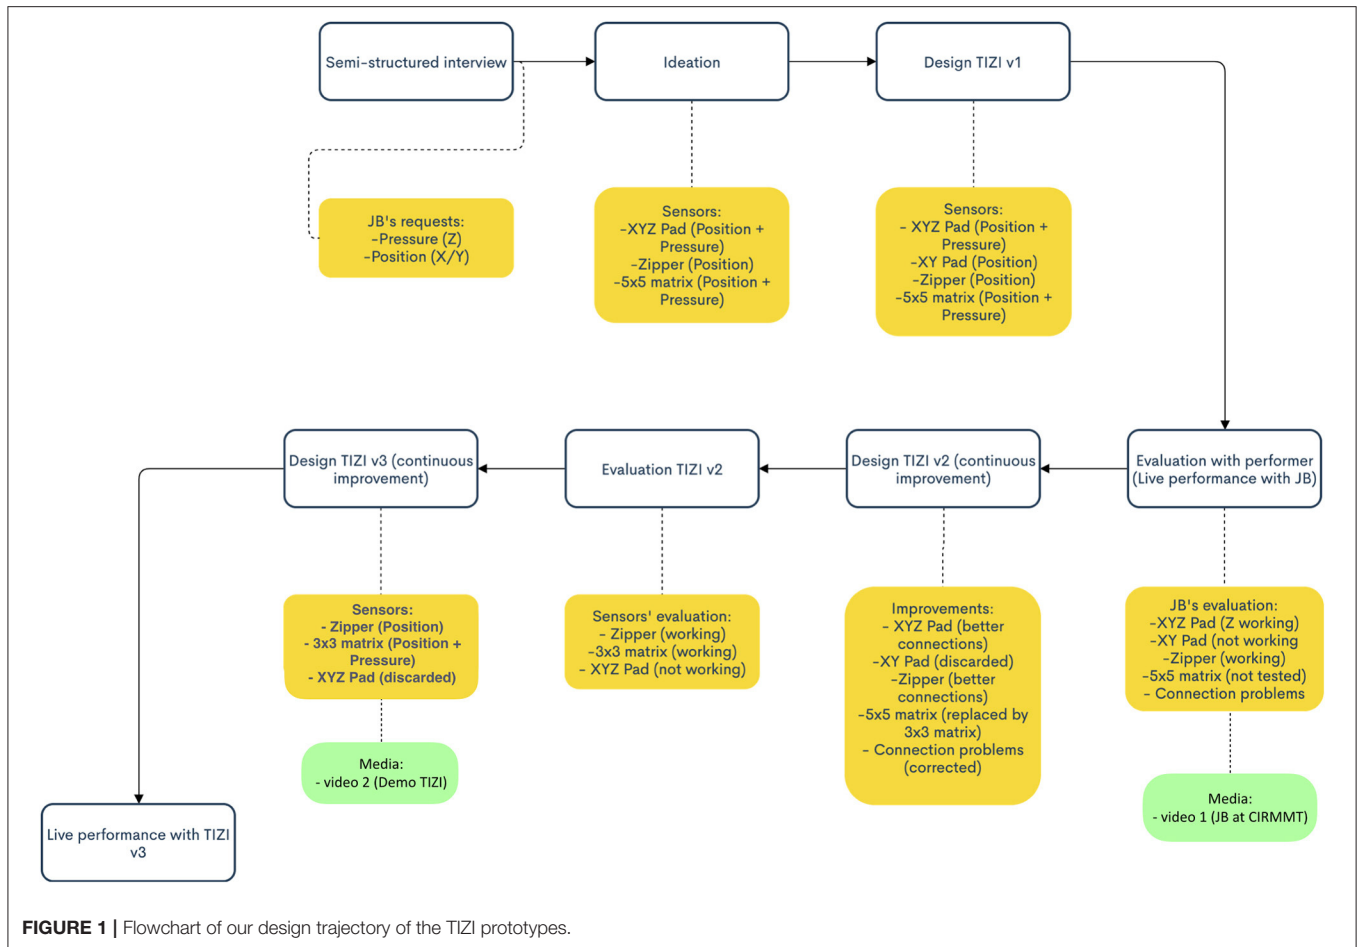 Semi-structured interview
Ideation
Design TIZI v1
JB's requests:
-Pressure (Z)
-Position (X/Y)
Sensors:
-XYZ Pad (Position +
Pressure)
-Zipper (Position)
-5x5 matrix (Position +
Pressure)
Sensors:
- XYZ Pad (Position +
Pressure)
-XY Pad (Position)
-Zipper (Position)
-5x5 matrix (Position +
Pressure)
Evaluation with performer
(Live performance with JB)
Design TIZI v2 (continuous
improvement)
Evaluation TIZI v2
Design TIZI v3 (continuous
improvement)
JB's evaluation:
-XYZ Pad (Z working)
-XY Pad (not working
-Zipper (working)
-5x5 matrix (not tested)
- Connection problems
Media:
- video 1 (JB at CIRMMT)
Improvements:
- XYZ Pad (better
connections)
-XY Pad (discarded)
-Zipper (better
connections)
-5x5 matrix (replaced by
3x3 matrix)
- Connection problems
(corrected)
Sensors' evaluation:
- Zipper (working)
-3x3 matrix (working)
- XYZ Pad (not working)
Sensors:
- Zipper (Position)
- 3x3 matrix (Position +
Pressure)
- XYZ Pad (discarded)
Media:
- video 2 (Demo TIZI)
Live performance with TIZI
v3
FIGURE 1 | Flowchart of our design trajectory of the TIZI prototypes.